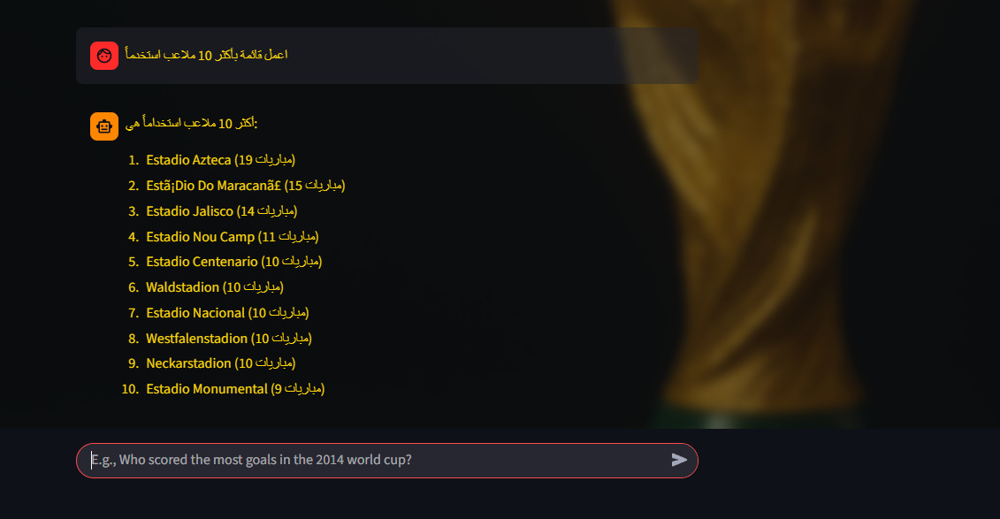 اعمل قائمة بأكثر 10 ملاعب استخدماً
أكثر 10 ملاعب استخداماً هي:
1. Estadio Azteca (19 مباريات)
2. Estã¡Dio Do Maracanã£ (15 مباريات)
3. Estadio Jalisco (14 مباريات)
4. Estadio Nou Camp (11 مباريات)
5. Estadio Centenario (10 مباريات)
6. Waldstadion (10 مباريات)
7. Estadio Nacional (10 مباريات)
8. Westfalenstadion (10 مباريات)
9. Neckarstadion (10 مباريات)
10. Estadio Monumental (9 مباريات)
E.g., Who scored the most goals in the 2014 world cup?